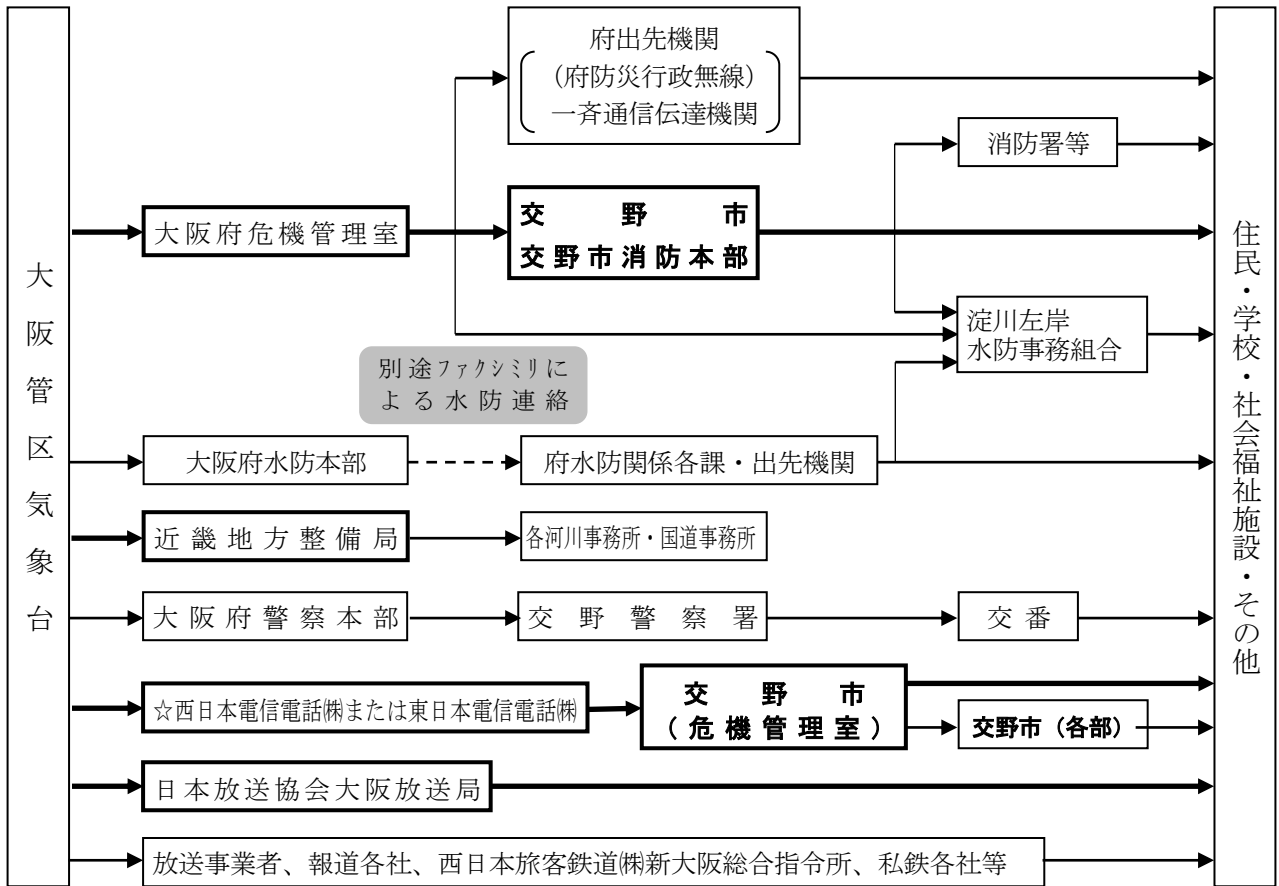 大阪管区気象台
府出先機関
(府防災行政無線)
一斉通信伝達機関
消防署等
大阪府危機管理室
交野市
交野市消防本部
淀川左岸
水防事務組合
別途ファクシミリに
よる水防連絡
大阪府水防本部
府水防関係各課・出先機関
近畿地方整備局
各河川事務所・国道事務所
大阪府警察本部
交野警察署
交番
☆西日本電信電話㈱または東日本電信電話㈱
交野市
(危機管理室)
交野市（各部）
日本放送協会大阪放送局
放送事業者、報道各社、西日本旅客鉄道㈱新大阪総合指令所、私鉄各社等
住民・学校・社会福祉施設・その他